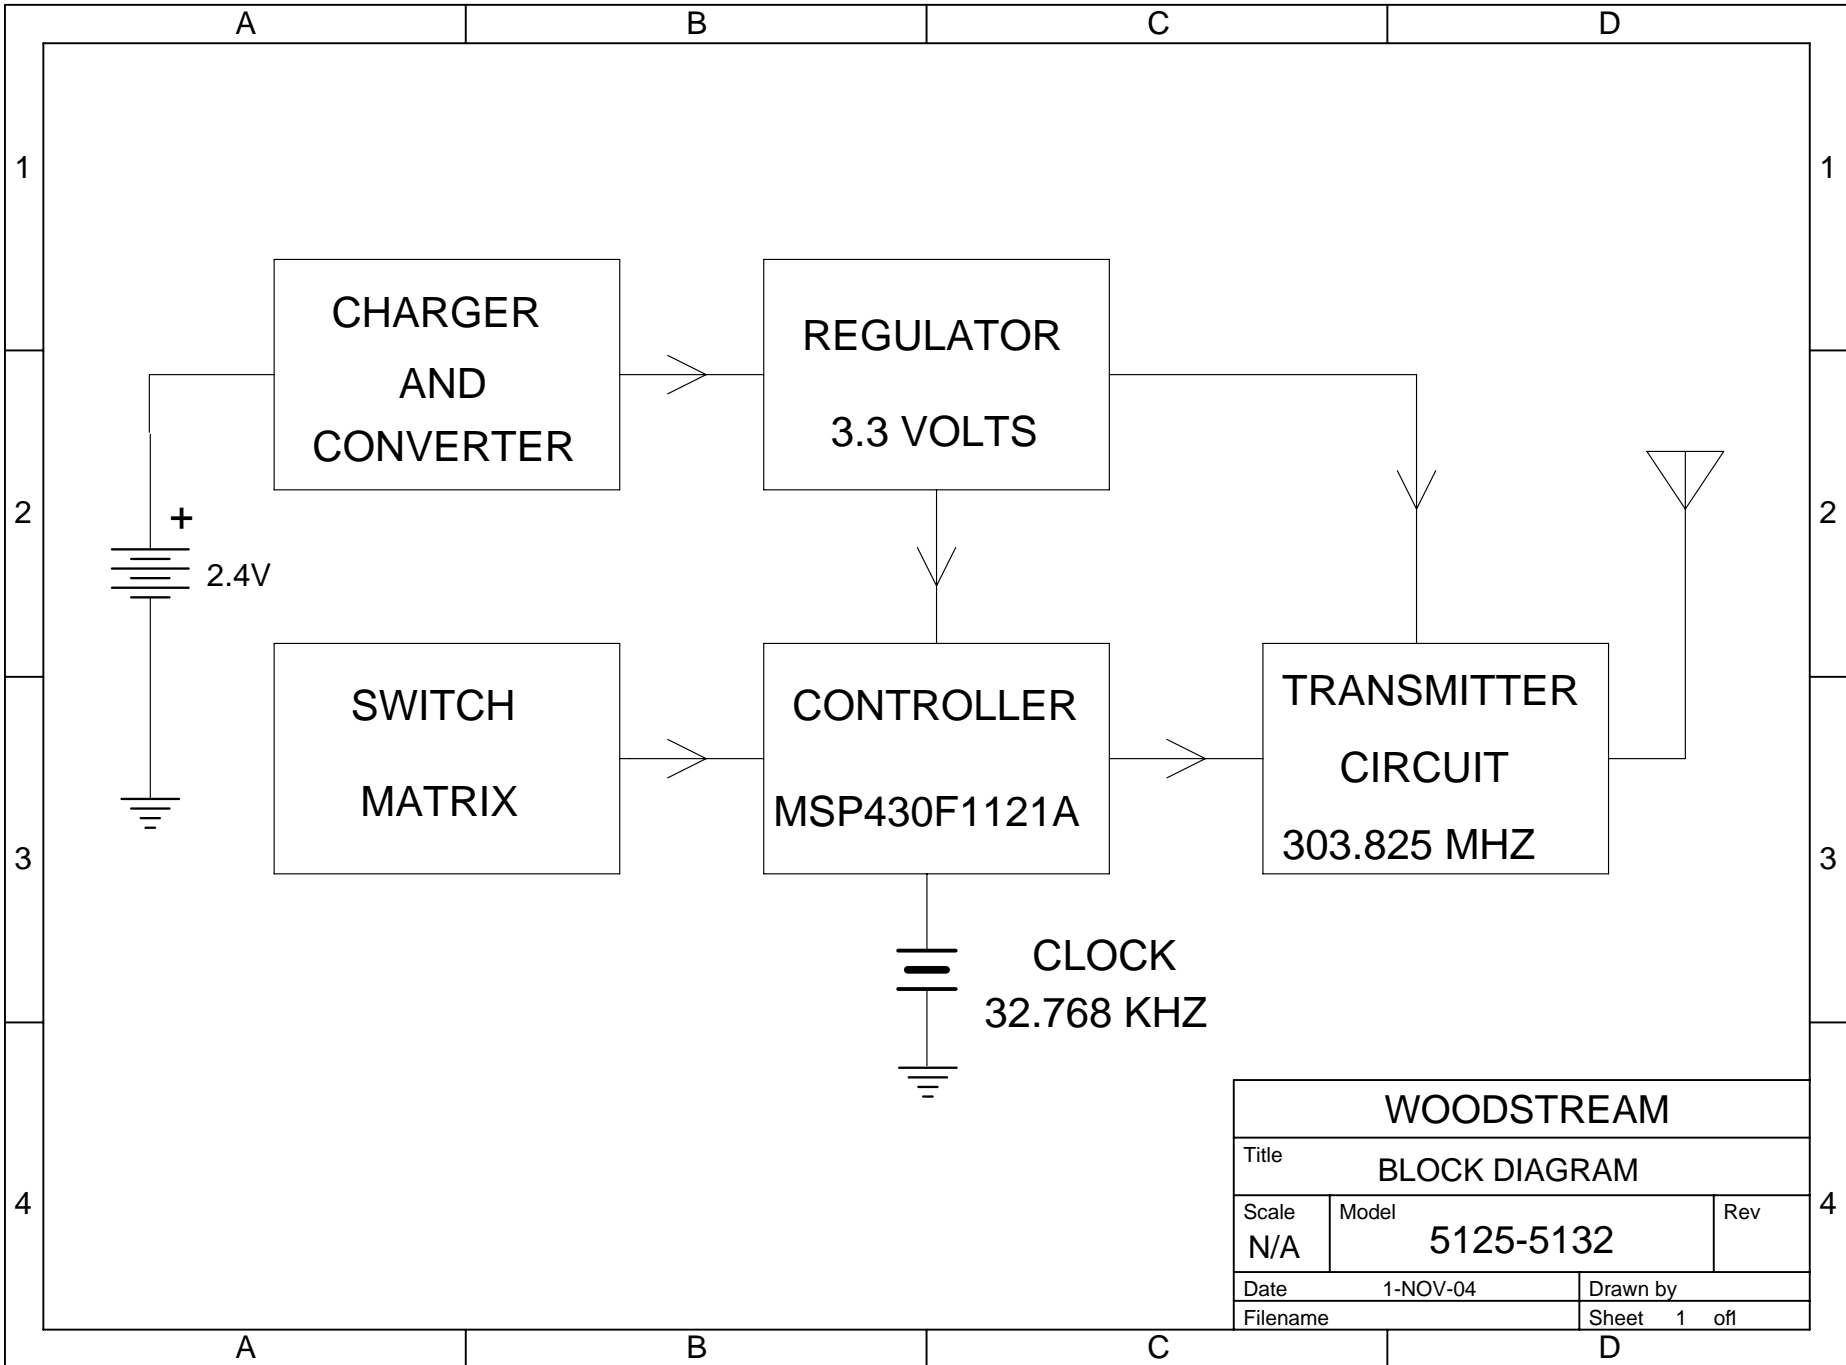 A B C D
1 1
CHARGER
AND
CONVERTER
REGULATOR
3.3 VOLTS
2 2
+
2.4V
SWITCH
MATRIX
CONTROLLER
MSP430F1121A
TRANSMITTER
CIRCUIT
303.825 MHZ
3 3
CLOCK
32.768 KHZ
WOODSTREAM
Title
BLOCK DIAGRAM
4 4
Scale Model Rev
N/A 5125-5132
Date 1-NOV-04 Drawn by
Filename Sheet 1 of1
A B C D